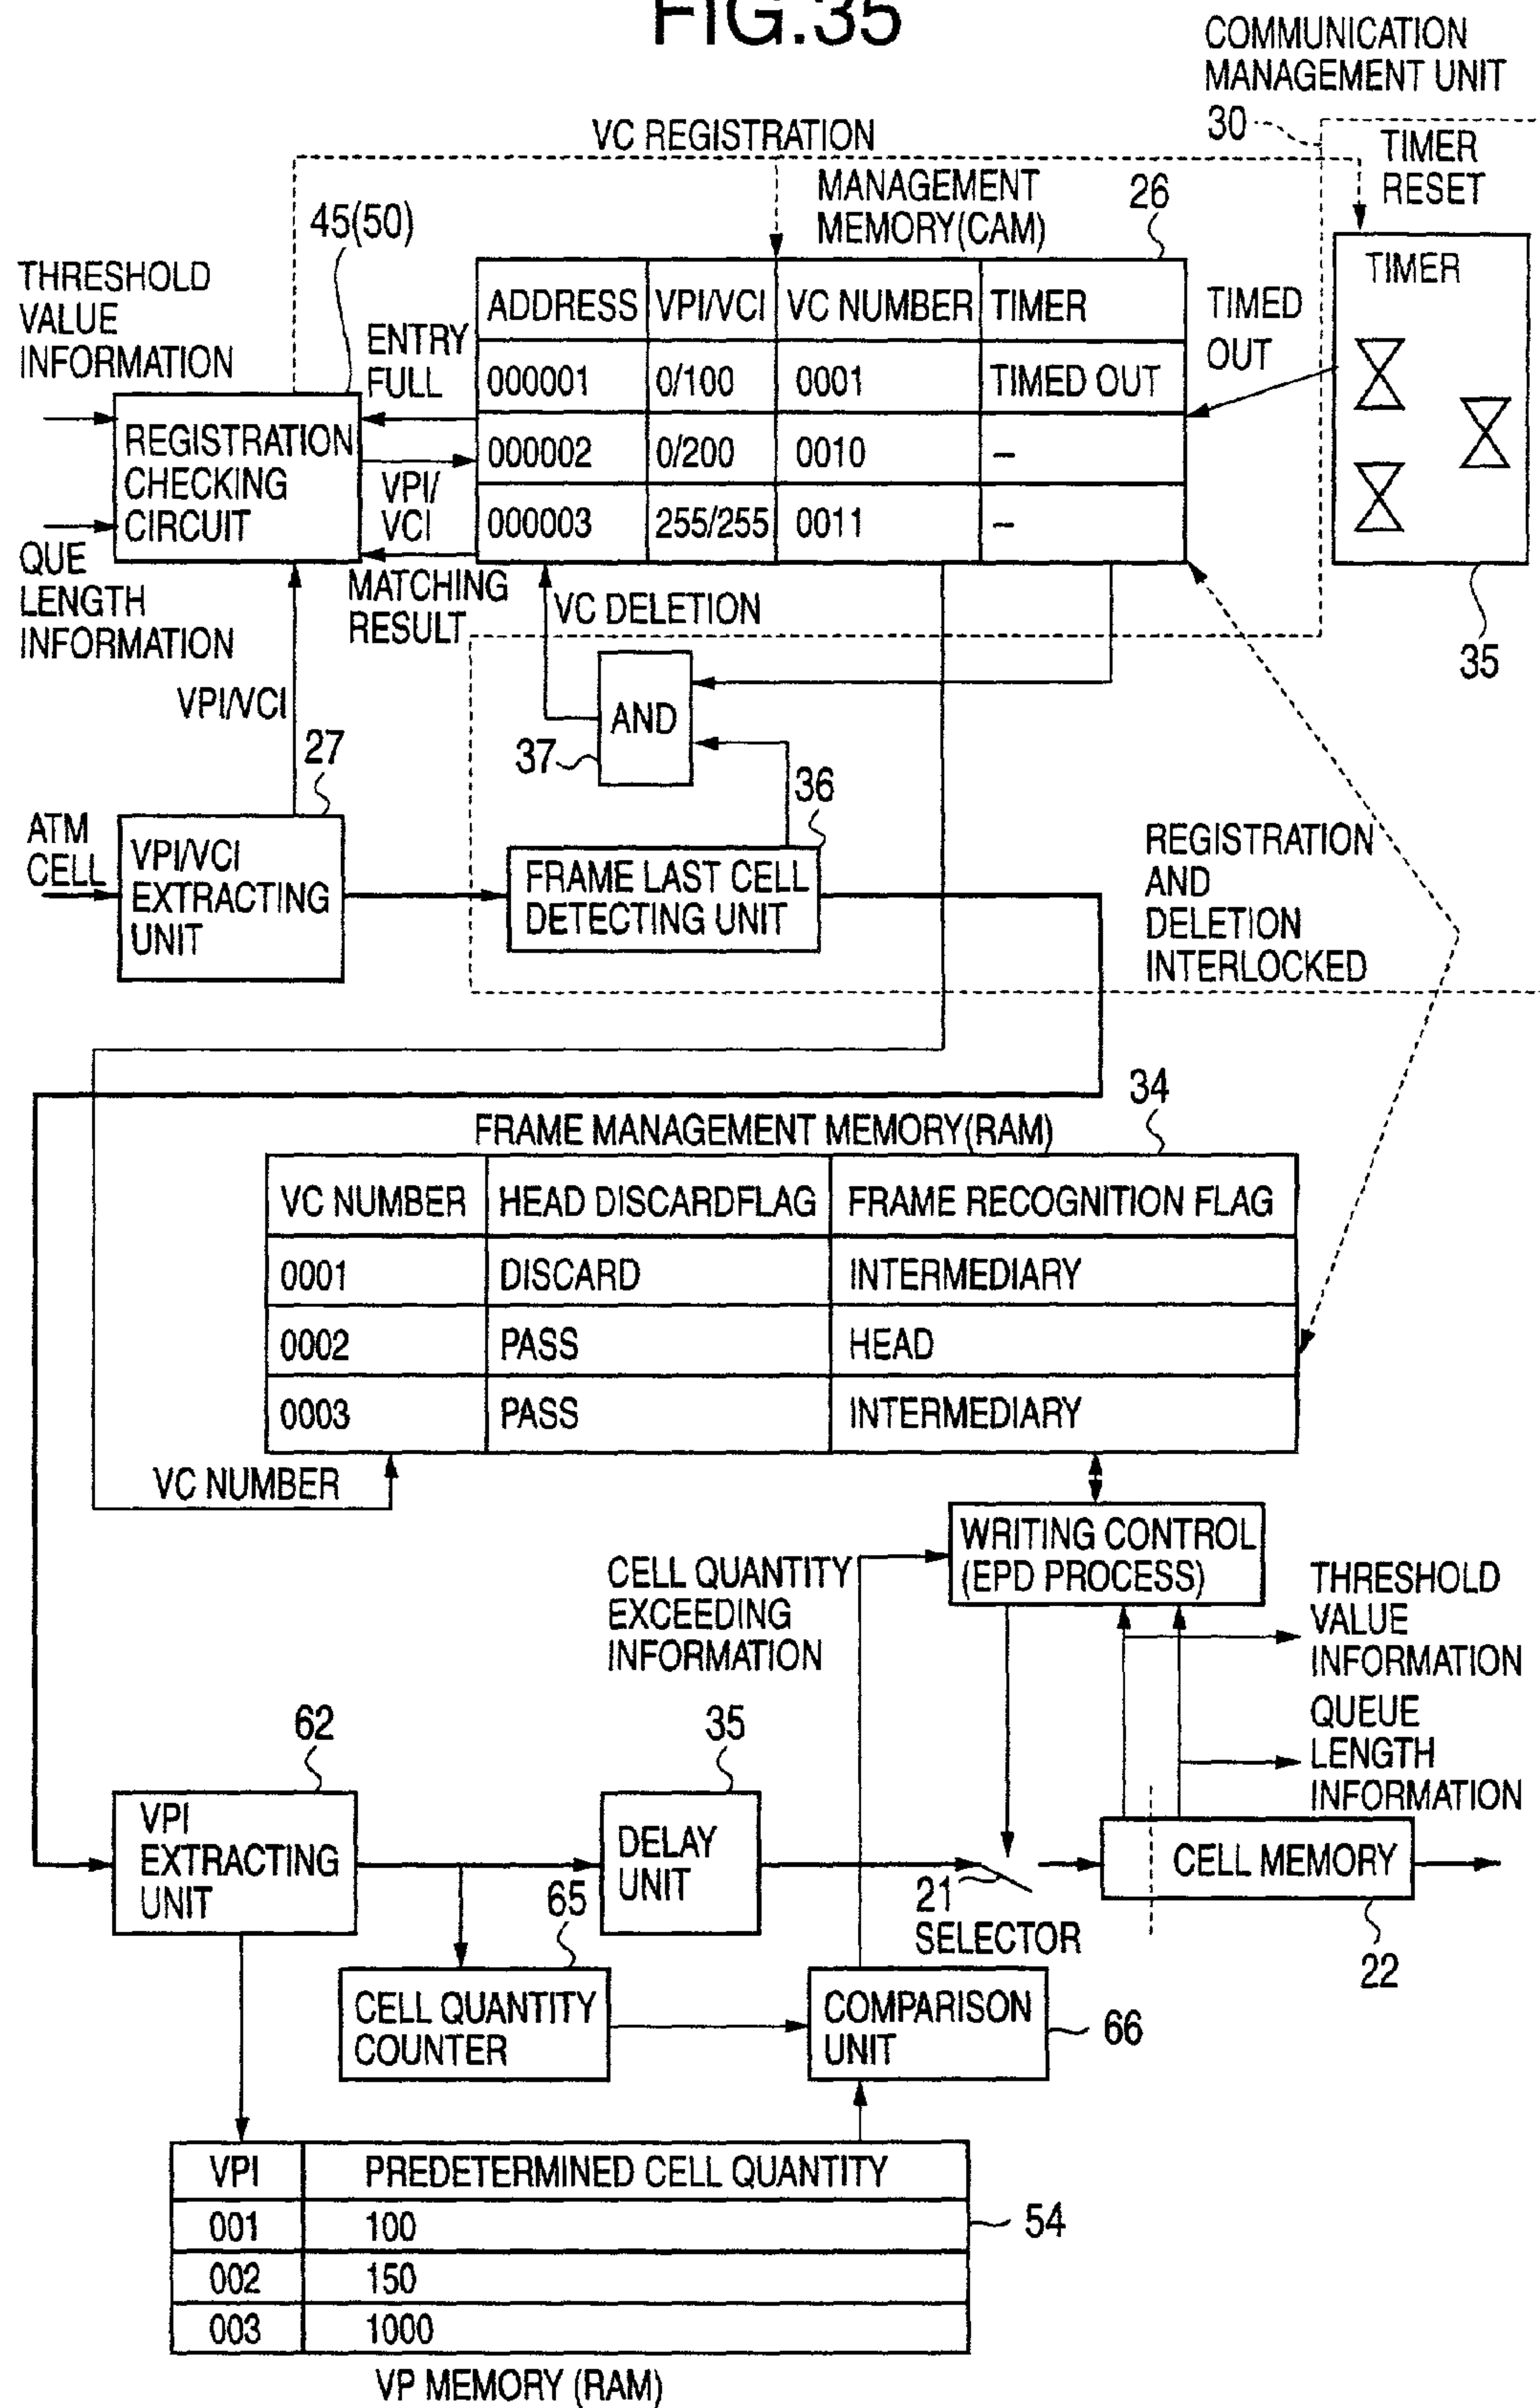 FIG.35
COMMUNICATION
MANAGEMENT UNIT
30
VC REGISTRATION
TIMER
RESET
MANAGEMENT
MEMORY(CAM)
26
45(50)
THRESHOLD
VALUE
INFORMATION
ENTRY
FULL
ADDRESS VPI/VCI VC NUMBER TIMER
000001 0/100 0001 TIMED OUT
000002 0/200 0010 –
000003 255/255 0011 –
TIMED
OUT
TIMER
35
REGISTRATION
CHECKING
CIRCUIT
VPI/
VCI
QUE
LENGTH
INFORMATION
MATCHING
RESULT
VC DELETION
VPI/VCI
AND
37
27
36
ATM
CELL
VPI/VCI
EXTRACTING
UNIT
FRAME LAST CELL
DETECTING UNIT
REGISTRATION
AND
DELETION
INTERLOCKED
34
FRAME MANAGEMENT MEMORY(RAM)
VC NUMBER HEAD DISCARDFLAG FRAME RECOGNITION FLAG
0001 DISCARD INTERMEDIARY
0002 PASS HEAD
0003 PASS INTERMEDIARY
VC NUMBER
WRITING CONTROL
(EPD PROCESS)
CELL QUANTITY
EXCEEDING
INFORMATION
THRESHOLD
VALUE
INFORMATION
QUEUE
LENGTH
INFORMATION
62
35
VPI
EXTRACTING
UNIT
DELAY
UNIT
65
21
SELECTOR
CELL MEMORY
22
CELL QUANTITY
COUNTER
COMPARISON
UNIT
66
VPI PREDETERMINED CELL QUANTITY
001 100
002 150
003 1000
54
VP MEMORY (RAM)